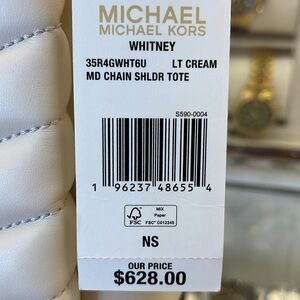 MICHAEL
MICHAEL KORS
WHITNEY
35R4GWHT6U LT CREAM
MD CHAIN SHLDR TOTE
S590-0004
1 96237 48655 4
FSC
MIX
Paper
FSC® C012345
NS
OUR PRICE
$628.00